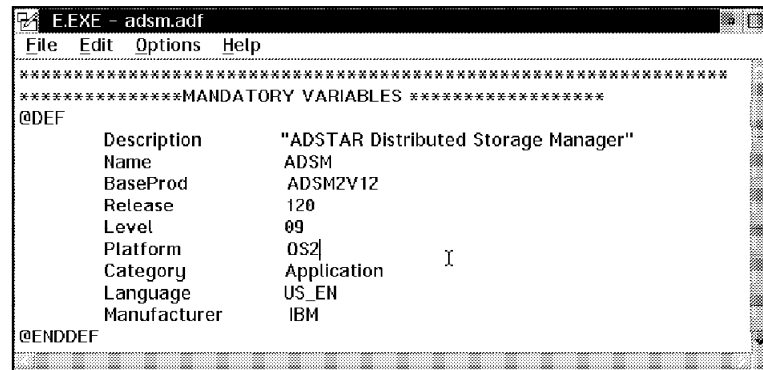 E.EXE - adsm.adf
File Edit Options Help
*****************************************************************
***************MANDATORY VARIABLES ******************
@DEF
Description "ADSTAR Distributed Storage Manager"
Name ADSM
BaseProd ADSM2V12
Release 120
Level 09
Platform OS2
Category Application
Language US_EN
Manufacturer IBM
@ENDDEF